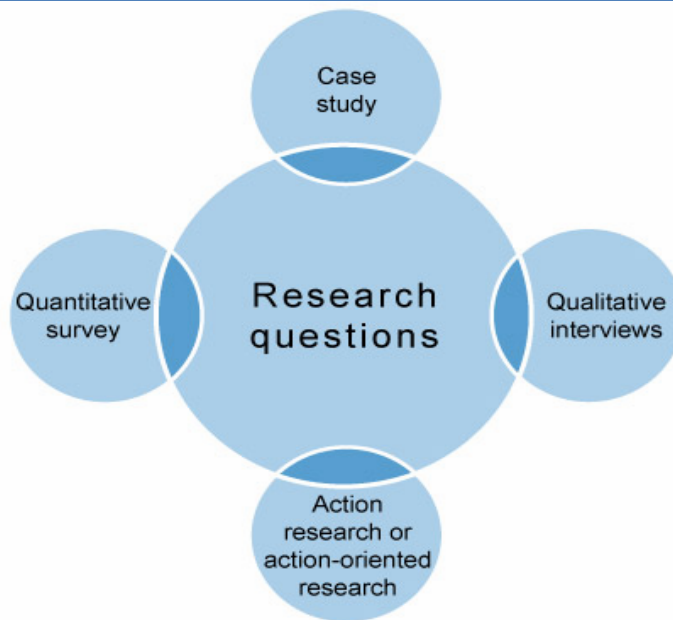 Case
study
Quantitative
survey
Research
questions
Qualitative
interviews
Action
research or
action-oriented
research